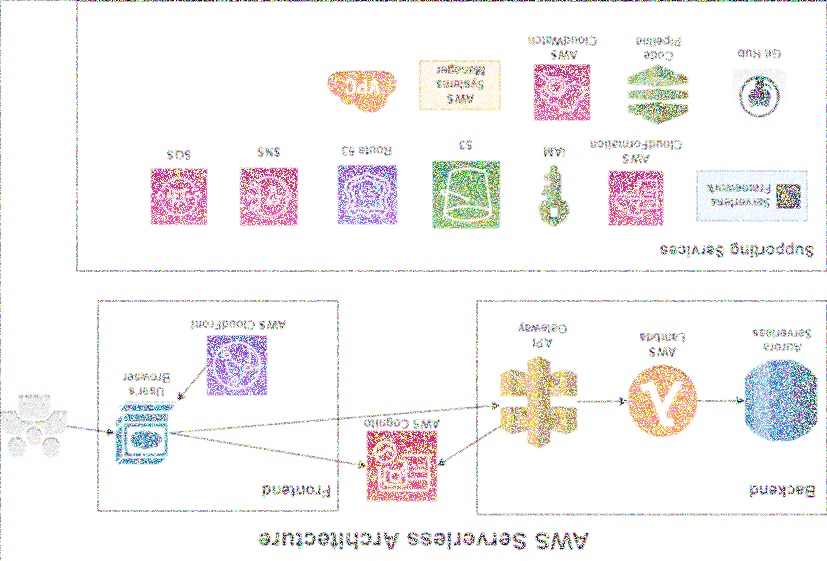 AWS Serverless Architecture
Backend
Frontend
AWS Cognito
Aurora
Serverless
AWS
Lambda
API
Gateway
User's
Browser
AWS CloudFront
Supporting Services
Serverless
Framework
AWS
CloudFormation
IAM
S3
Route 53
SNS
SQS
Git Hub
Code
Pipeline
AWS
CloudWatch
AWS
Systems
Manager
VPC